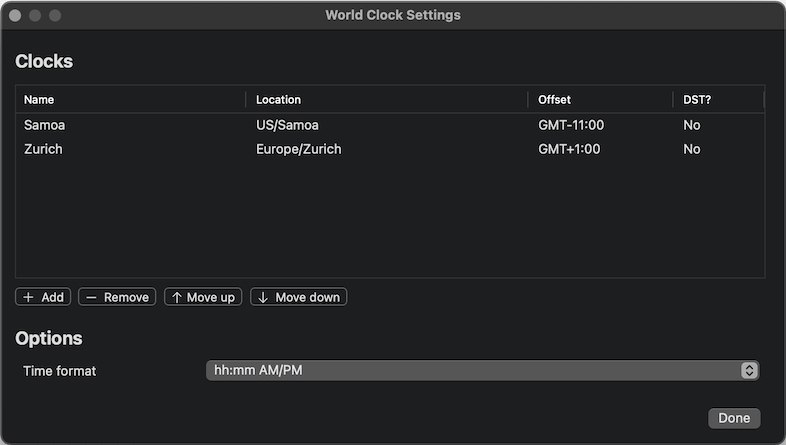 World Clock Settings
Clocks
Name Location Offset DST?
Samoa US/Samoa GMT-11:00 No
Zurich Europe/Zurich GMT+1:00 No
+ Add − Remove ↑ Move up ↓ Move down
Options
Time format hh:mm AM/PM
Done